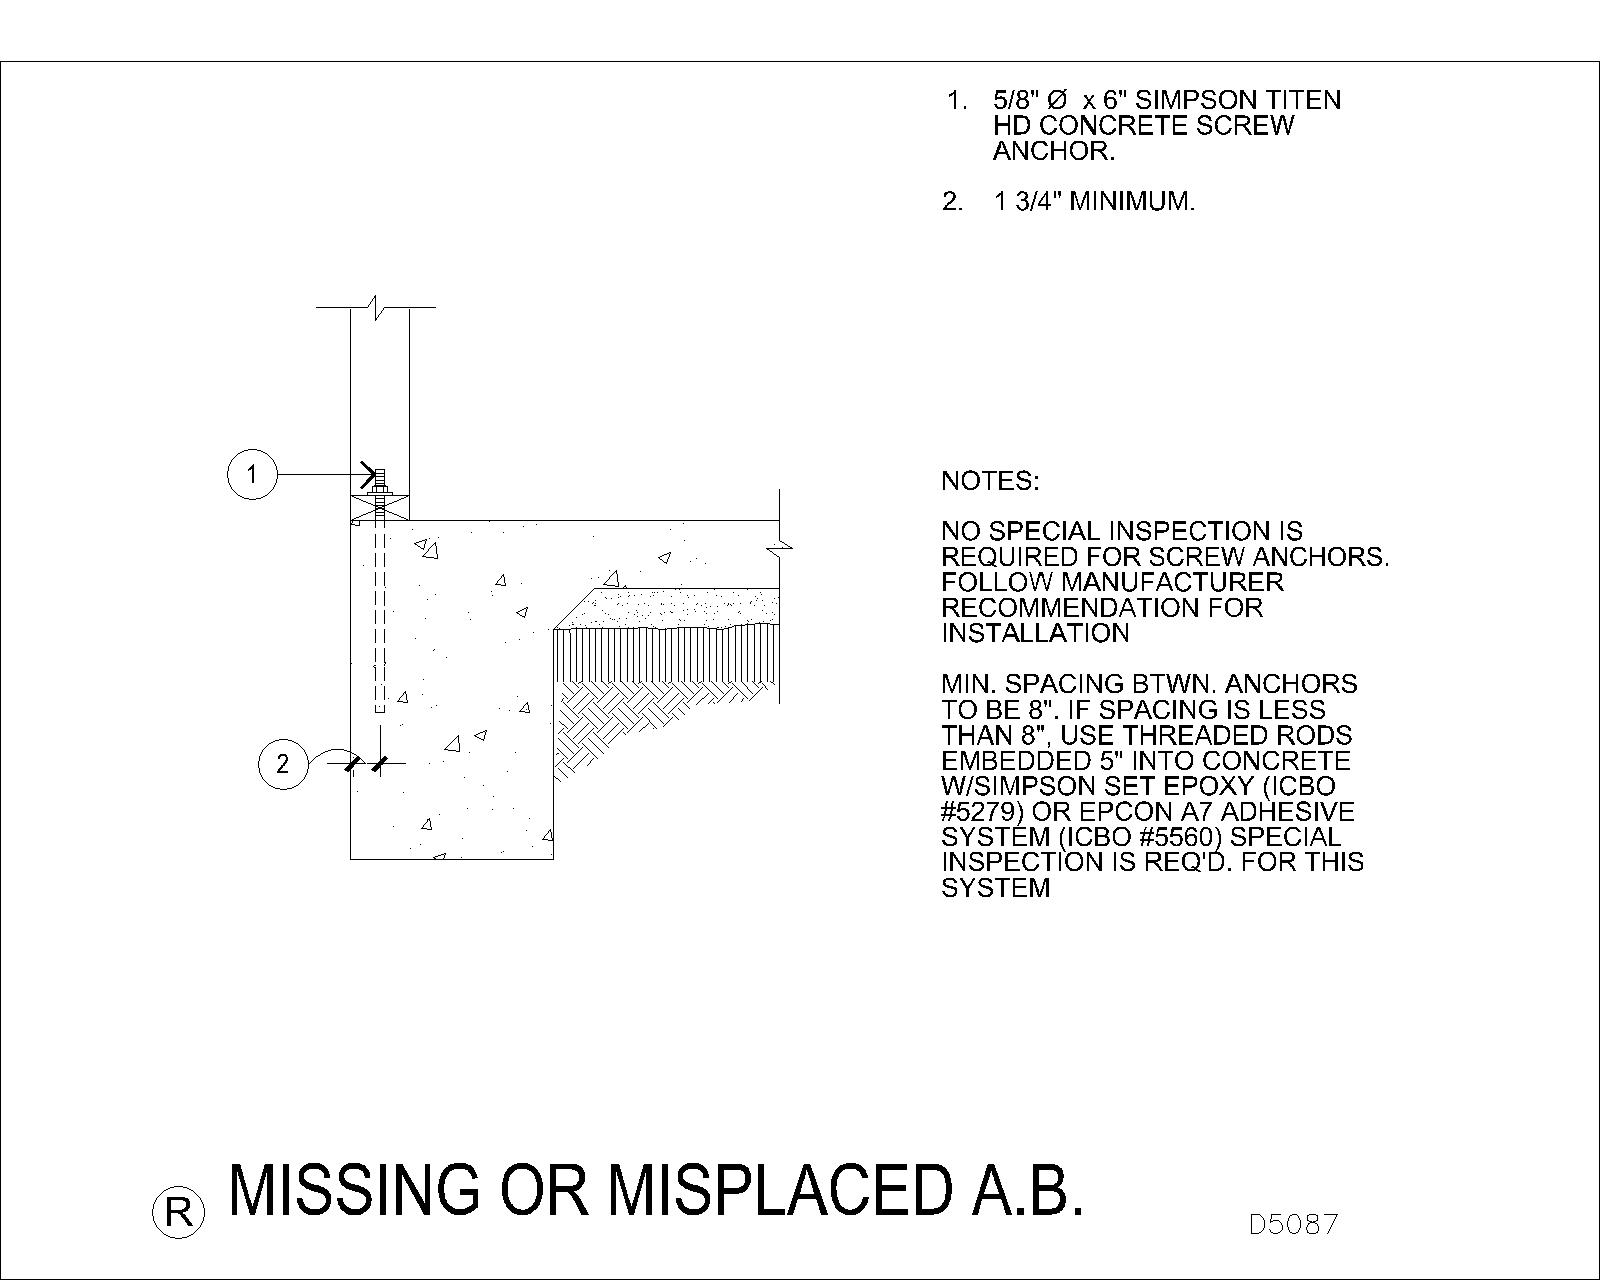 1. 5/8" Ø x 6" SIMPSON TITEN
HD CONCRETE SCREW
ANCHOR.
2. 1 3/4" MINIMUM.
1
2
NOTES:
NO SPECIAL INSPECTION IS
REQUIRED FOR SCREW ANCHORS.
FOLLOW MANUFACTURER
RECOMMENDATION FOR
INSTALLATION
MIN. SPACING BTWN. ANCHORS
TO BE 8". IF SPACING IS LESS
THAN 8", USE THREADED RODS
EMBEDDED 5" INTO CONCRETE
W/SIMPSON SET EPOXY (ICBO
#5279) OR EPCON A7 ADHESIVE
SYSTEM (ICBO #5560) SPECIAL
INSPECTION IS REQ'D. FOR THIS
SYSTEM
R MISSING OR MISPLACED A.B.
D5087